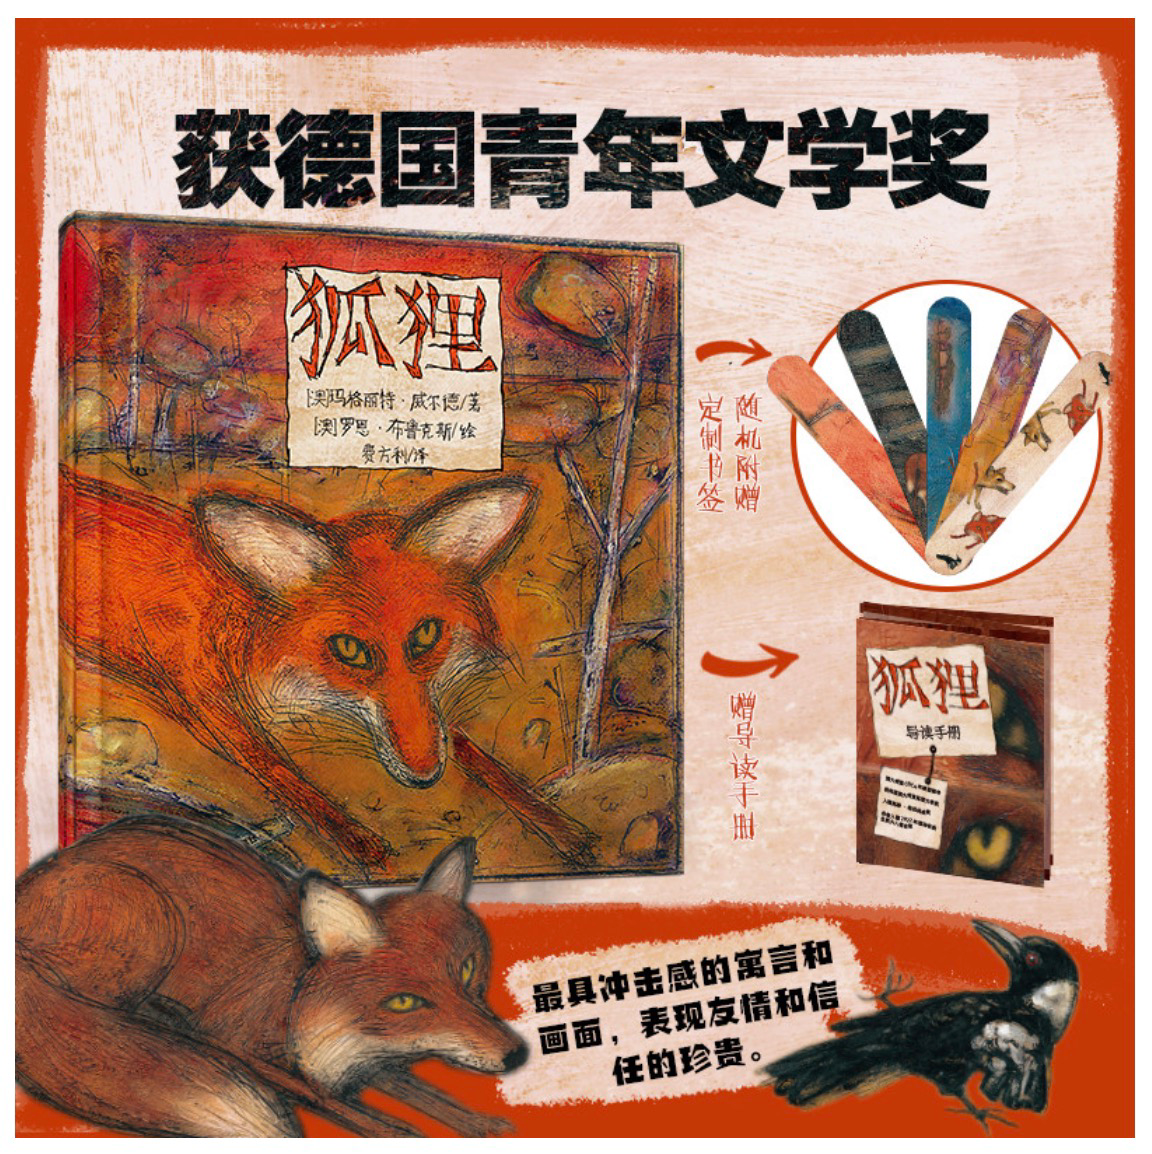 获德国青年文学奖
狐狸
[澳]玛格丽特·威尔德/著
[澳]罗恩·布鲁克斯/绘
费方利/译
随机附赠
定制书签
赠导读手册
狐狸
导读手册
最具冲击感的寓言和
画面，表现友情和信
任的珍贵。